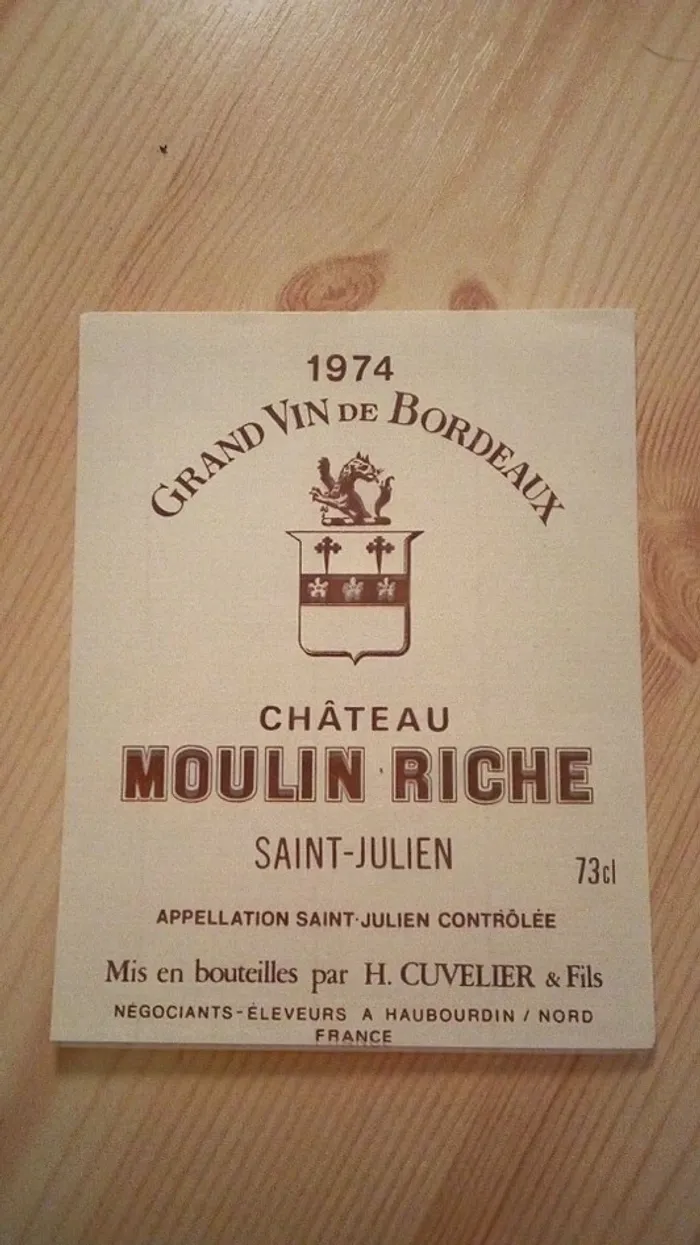 1974
GRAND VIN DE BORDEAUX
CHÂTEAU
MOULIN RICHE
SAINT-JULIEN
73cl
APPELLATION SAINT-JULIEN CONTRÔLÉE
Mis en bouteilles par H. CUVELIER & Fils
NÉGOCIANTS-ÉLEVEURS A HAUBOURDIN / NORD
FRANCE